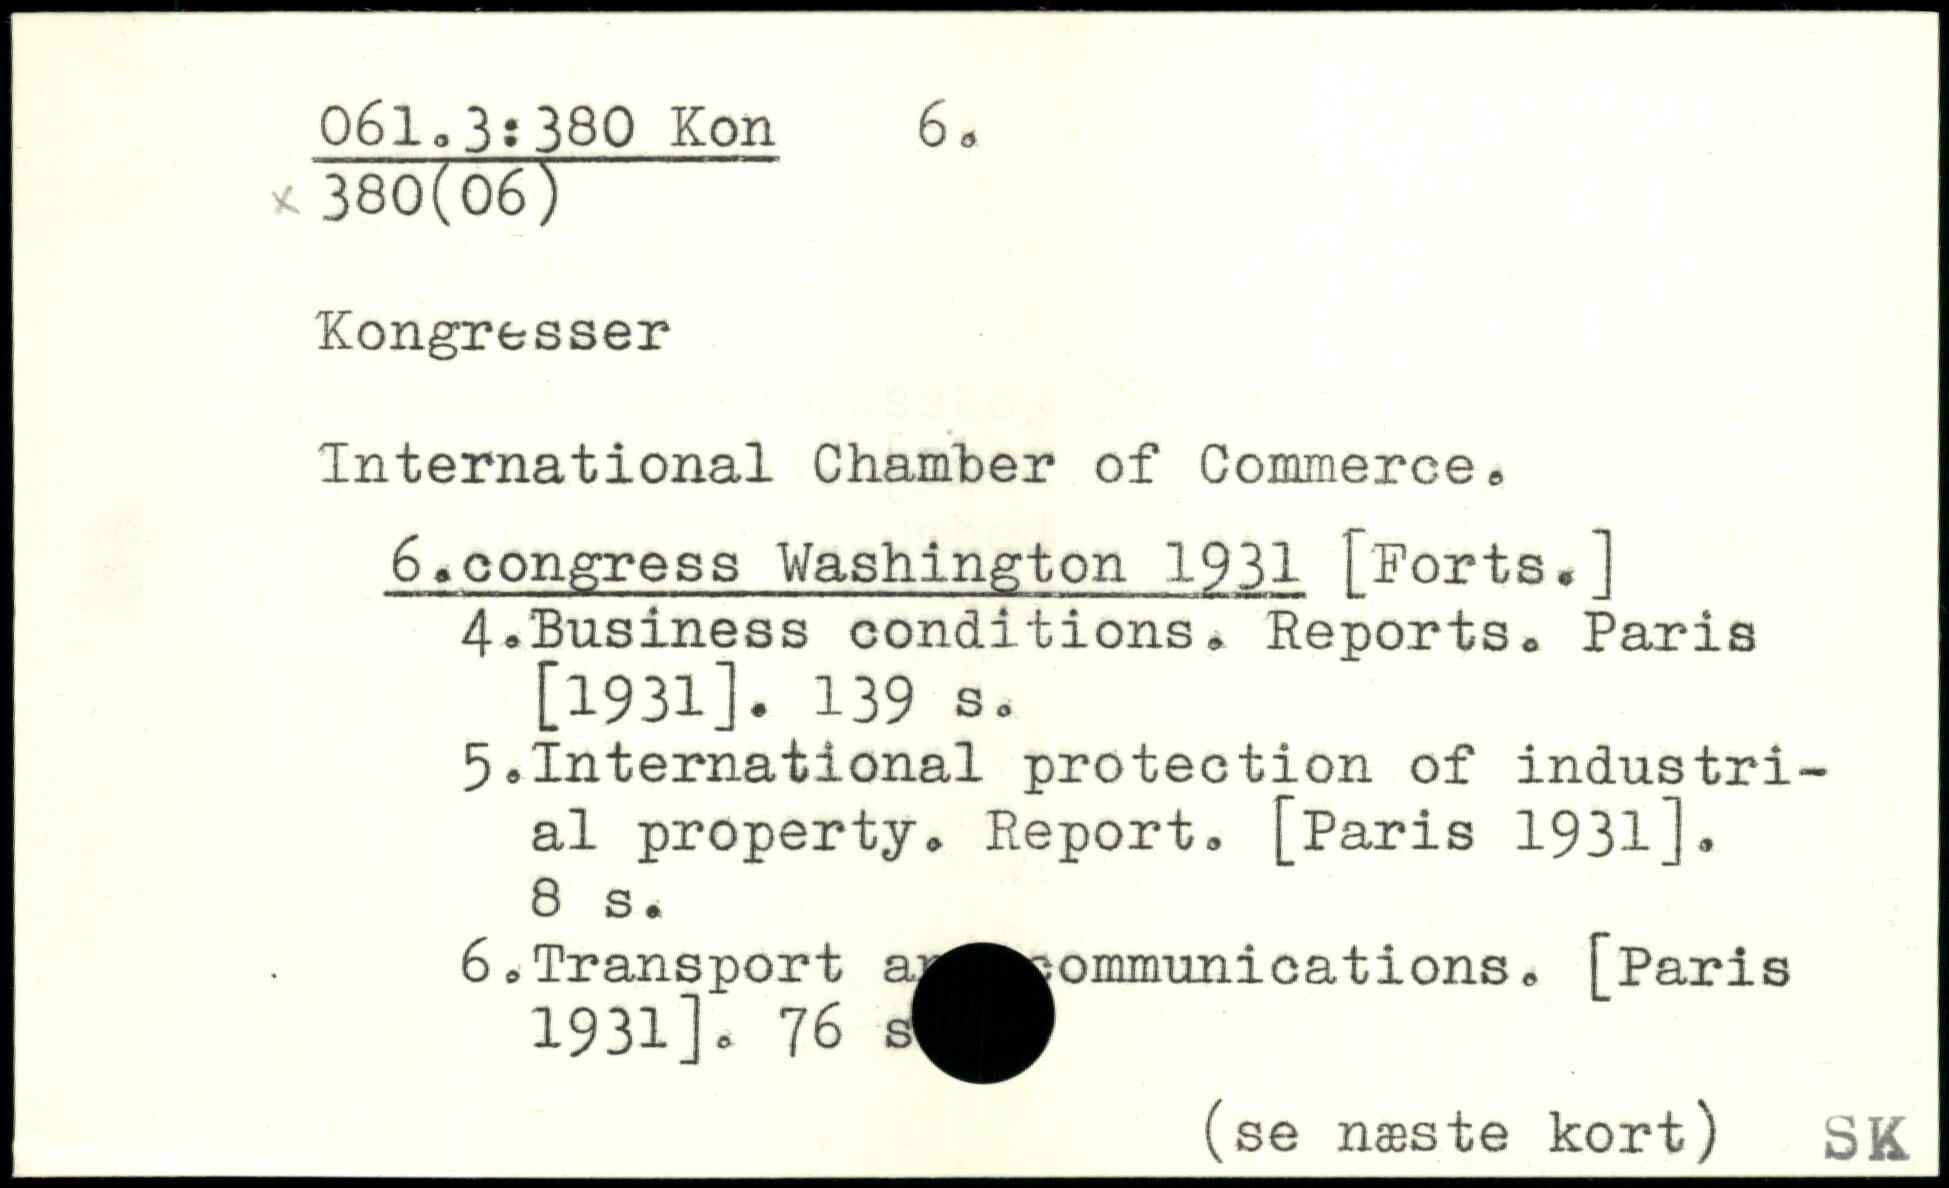 061.3:380 Kon 6.
x 380(06)
Kongresser
International Chamber of Commerce.
6.congress Washington 1931 [Forts.]
4.Business conditions. Reports. Paris
[1931]. 139 s.
5.International protection of industri-
al property. Report. [Paris 1931].
8 s.
6.Transport and communications. [Paris
1931]. 76 s
(se næste kort) SK